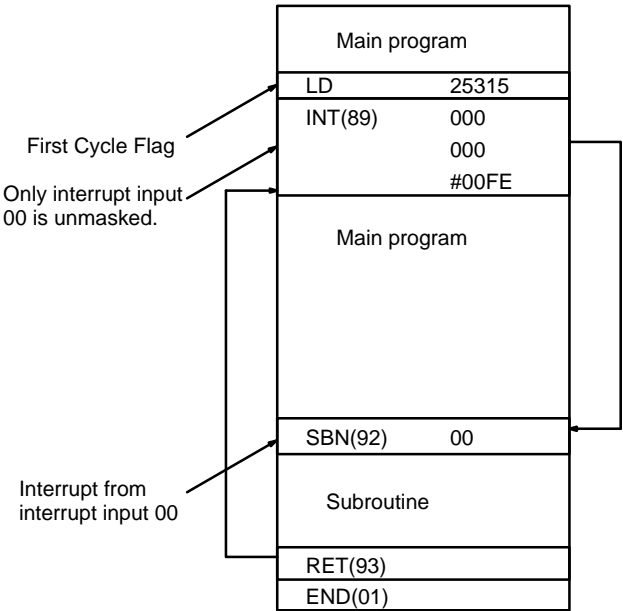 Main program
LD 25315
INT(89) 000
First Cycle Flag
000
Only interrupt input
#00FE
00 is unmasked.
Main program
SBN(92) 00
Interrupt from
interrupt input 00
Subroutine
RET(93)
END(01)